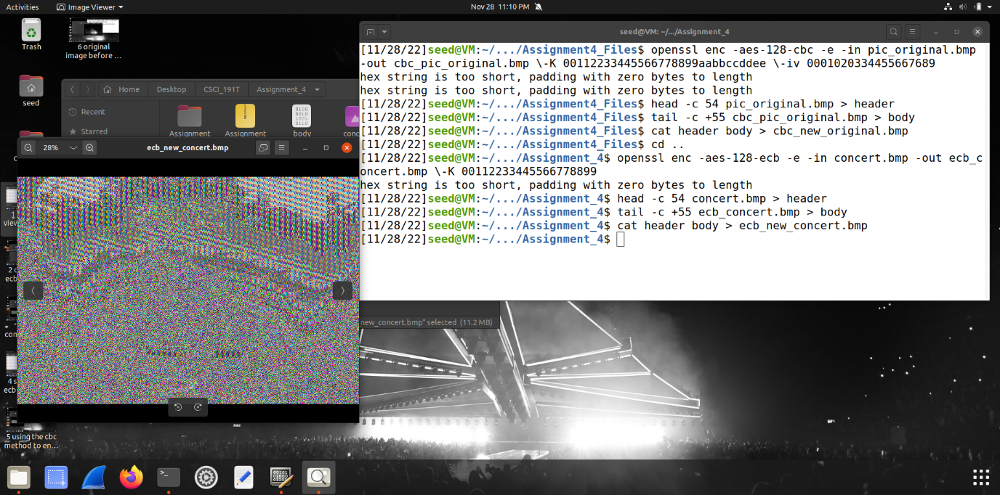 Activities
Image Viewer
Nov 28 11:10 PM
Trash
6 original
image before ...
seed
Home
Desktop
CSCI_191T
Assignment_4
Recent
Starred
Assignment
Assignment
body
conc
28%
ecb_new_concert.bmp
1
view
2 c
ecb
con
4 s
ecb
5 using the cbc
method to en...
new_concert.bmp" selected (11.2 MB)
seed@VM: ~/.../Assignment_4
[11/28/22]seed@VM:~/.../Assignment4_Files$ openssl enc -aes-128-cbc -e -in pic_original.bmp
-out cbc_pic_original.bmp \-K 00112233445566778899aabbccddee \-iv 0001020334455667689
hex string is too short, padding with zero bytes to length
hex string is too short, padding with zero bytes to length
[11/28/22]seed@VM:~/.../Assignment4_Files$ head -c 54 pic_original.bmp > header
[11/28/22]seed@VM:~/.../Assignment4_Files$ tail -c +55 cbc_pic_original.bmp > body
[11/28/22]seed@VM:~/.../Assignment4_Files$ cat header body > cbc_new_original.bmp
[11/28/22]seed@VM:~/.../Assignment4_Files$ cd ..
[11/28/22]seed@VM:~/.../Assignment_4$ openssl enc -aes-128-ecb -e -in concert.bmp -out ecb_c
oncert.bmp \-K 00112233445566778899
hex string is too short, padding with zero bytes to length
[11/28/22]seed@VM:~/.../Assignment_4$ head -c 54 concert.bmp > header
[11/28/22]seed@VM:~/.../Assignment_4$ tail -c +55 ecb_concert.bmp > body
[11/28/22]seed@VM:~/.../Assignment_4$ cat header body > ecb_new_concert.bmp
[11/28/22]seed@VM:~/.../Assignment_4$